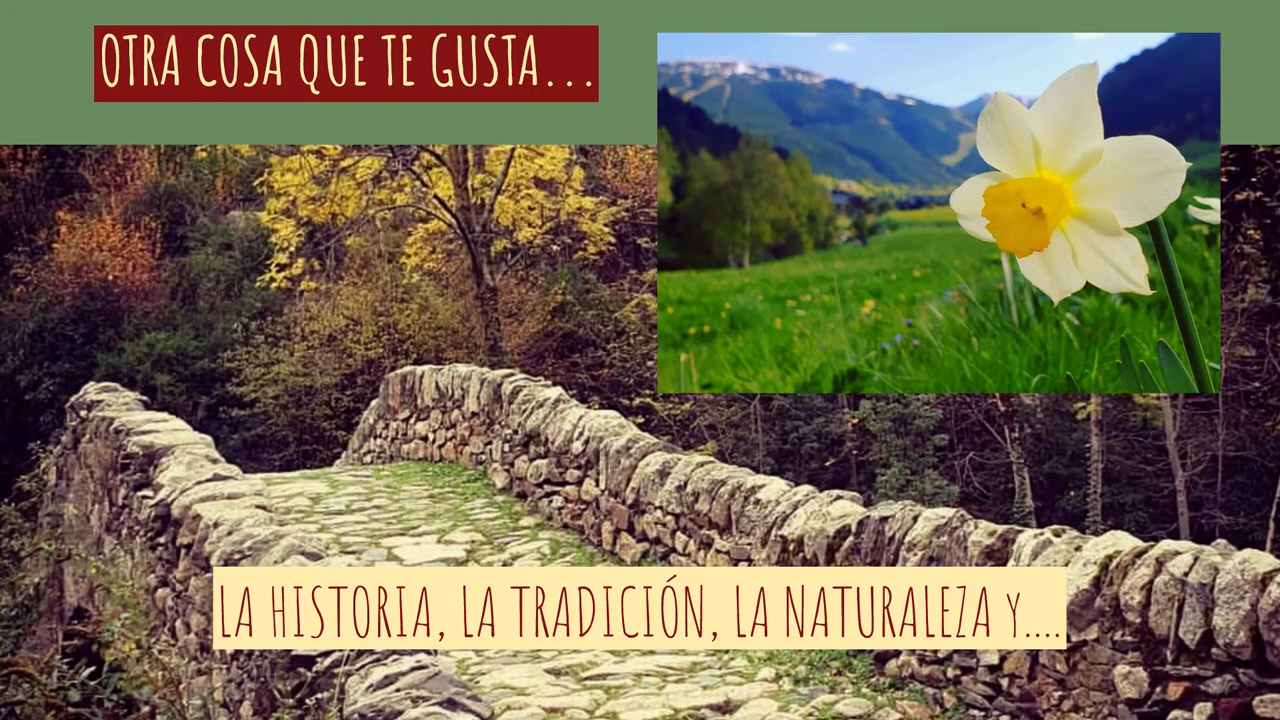 OTRA COSA QUE TE GUSTA...
LA HISTORIA, LA TRADICIÓN, LA NATURALEZA Y....